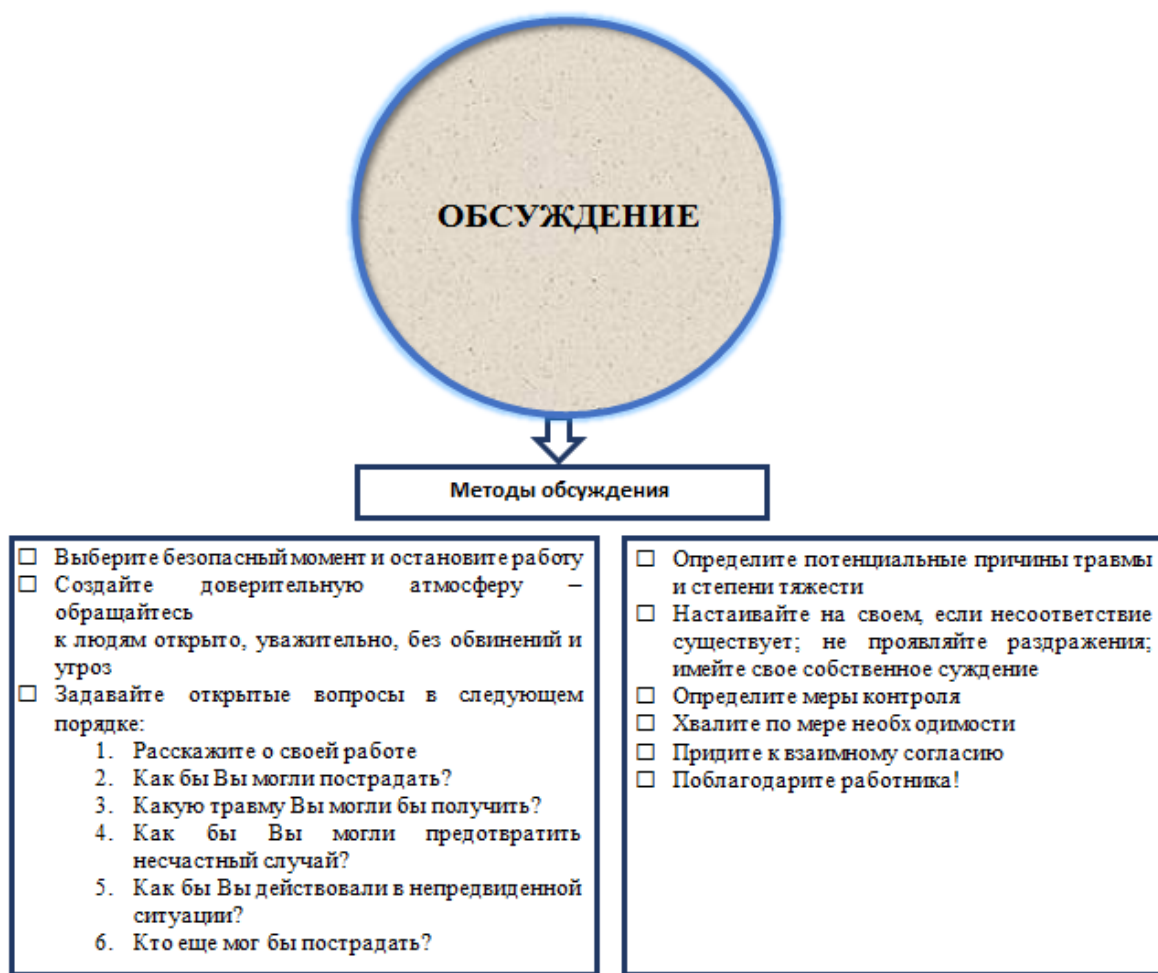 ОБСУЖДЕНИЕ
Методы обсуждения
☐ Выберите безопасный момент и остановите работу
☐ Создайте доверительную атмосферу –
обращайтесь
к людям открыто, уважительно, без обвинений и
угроз
☐ Задавайте открытые вопросы в следующем
порядке:
1. Расскажите о своей работе
2. Как бы Вы могли пострадать?
3. Какую травму Вы могли бы получить?
4. Как бы Вы могли предотвратить
несчастный случай?
5. Как бы Вы действовали в непредвиденной
ситуации?
6. Кто еще мог бы пострадать?
☐ Определите потенциальные причины травмы
и степени тяжести
☐ Настаивайте на своем, если несоответствие
существует; не проявляйте раздражения;
имейте свое собственное суждение
☐ Определите меры контроля
☐ Хвалите по мере необходимости
☐ Придите к взаимному согласию
☐ Поблагодарите работника!